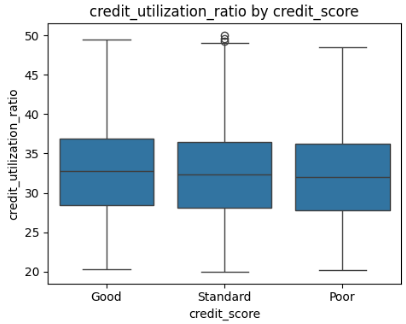 credit_utilization_ratio by credit_score
credit_utilization_ratio
50
45
40
35
30
25
20
Good Standard Poor
credit_score